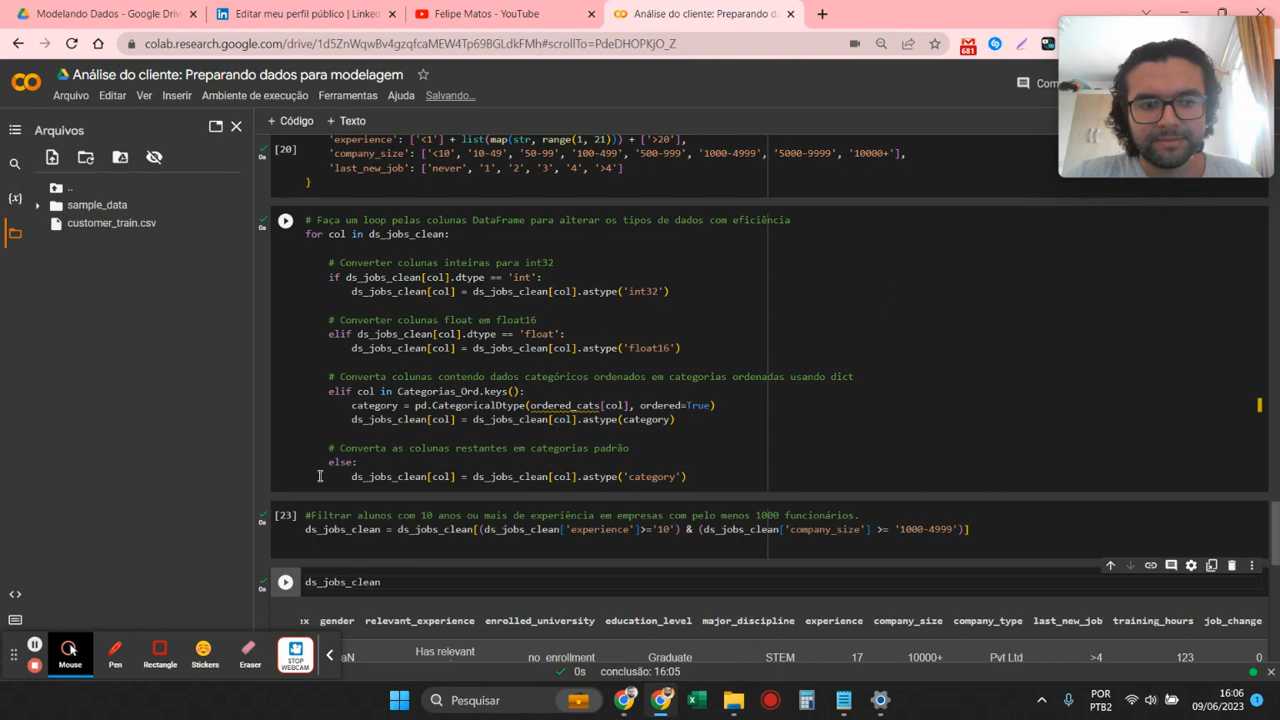 Modelando Dados - Google Driv
Editar meu perfil público | Linked
Felipe Matos - YouTube
Análise do cliente: Preparando da
colab.research.google.com/drive/1d5ZnWqwBv4gzqfcaMEW4Tp69BGLdkFMh#scrollTo=PdeDHOPKjO_Z
681
Análise do cliente: Preparando dados para modelagem
Com
Arquivo Editar Ver Inserir Ambiente de execução Ferramentas Ajuda Salvando...
Arquivos
+ Código + Texto
..
sample_data
customer_train.csv
'experience': ['<1'] + list(map(str, range(1, 21))) + ['>20'],
[20] 'company_size': ['<10', '10-49', '50-99', '100-499', '500-999', '1000-4999', '5000-9999', '10000+'],
'last_new_job': ['never', '1', '2', '3', '4', '>4']
}
# Faça um loop pelas colunas DataFrame para alterar os tipos de dados com eficiência
for col in ds_jobs_clean:
# Converter colunas inteiras para int32
if ds_jobs_clean[col].dtype == 'int':
ds_jobs_clean[col] = ds_jobs_clean[col].astype('int32')
# Converter colunas float em float16
elif ds_jobs_clean[col].dtype == 'float':
ds_jobs_clean[col] = ds_jobs_clean[col].astype('float16')
# Converta colunas contendo dados categóricos ordenados em categorias ordenadas usando dict
elif col in Categorias_Ord.keys():
category = pd.CategoricalDtype(ordered_cats[col], ordered=True)
ds_jobs_clean[col] = ds_jobs_clean[col].astype(category)
# Converta as colunas restantes em categorias padrão
else:
ds_jobs_clean[col] = ds_jobs_clean[col].astype('category')
0s
[23] #Filtrar alunos com 10 anos ou mais de experiência em empresas com pelo menos 1000 funcionários.
ds_jobs_clean = ds_jobs_clean[(ds_jobs_clean['experience']>='10') & (ds_jobs_clean['company_size'] >= '1000-4999')]
0s
ds_jobs_clean
0s
ex gender relevant_experience enrolled_university education_level major_discipline experience company_size company_type last_new_job training_hours job_change
aN Has relevant no_enrollment Graduate STEM 17 10000+ Pvt Ltd >4 123 0
Mouse Pen Rectangle Stickers Eraser STOP WEBCAM
0s conclusão: 16:05
Pesquisar
POR
PTB2
16:06
09/06/2023
1